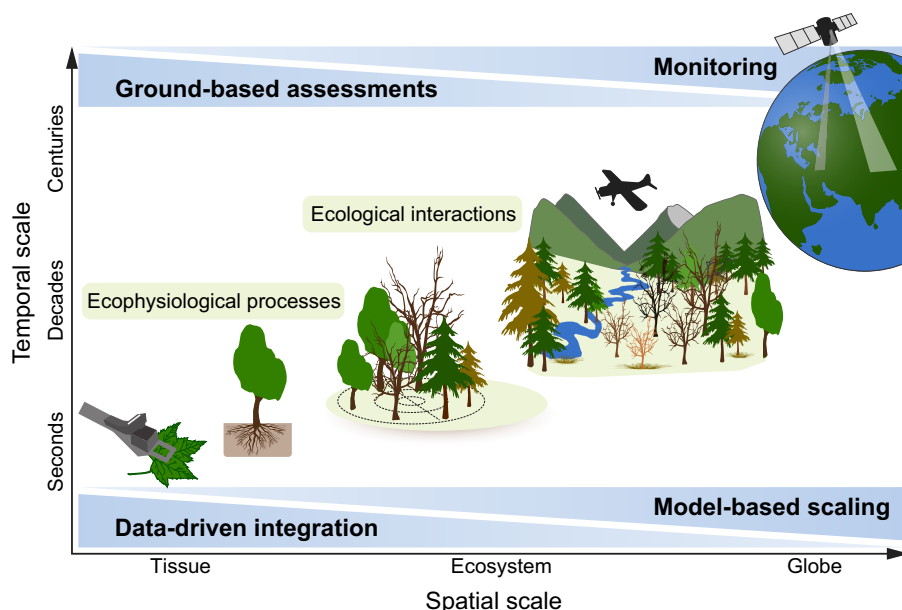 Monitoring
Ground-based assessments
Temporal scale
Centuries
Decades
Seconds
Ecological interactions
Ecophysiological processes
Model-based scaling
Data-driven integration
Tissue
Ecosystem
Globe
Spatial scale